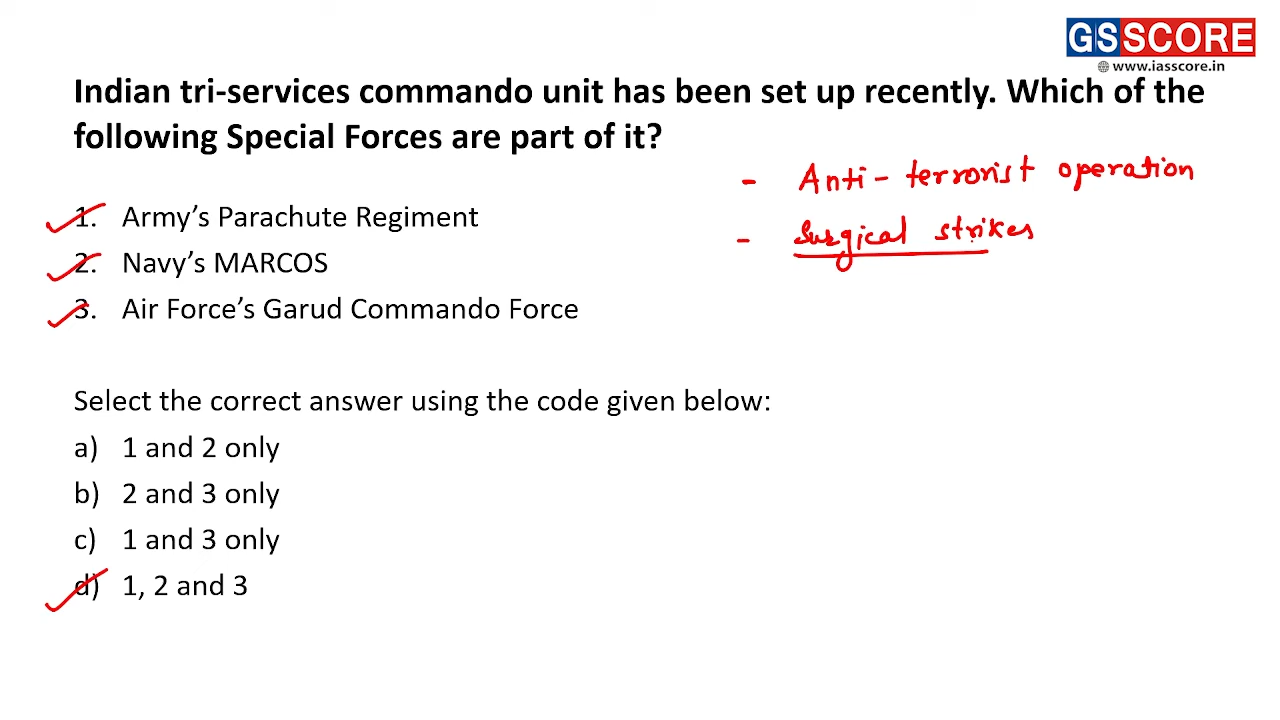 GSSCORE
www.iasscore.in
Indian tri-services commando unit has been set up recently. Which of the
following Special Forces are part of it?
- Anti-terrorist operation
- Surgical strikes
1. Army's Parachute Regiment
2. Navy's MARCOS
3. Air Force's Garud Commando Force
Select the correct answer using the code given below:
a) 1 and 2 only
b) 2 and 3 only
c) 1 and 3 only
d) 1, 2 and 3